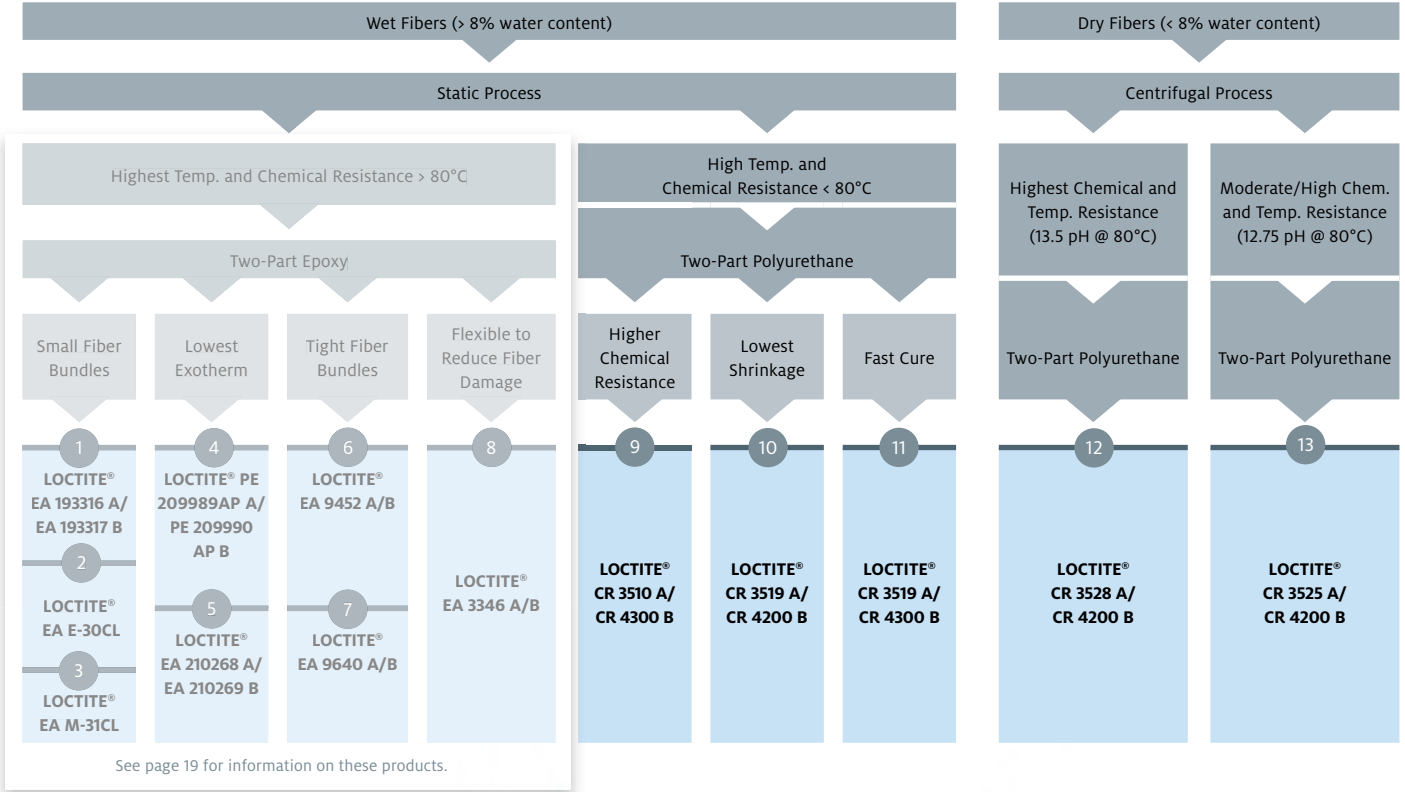 Wet Fibers (> 8% water content)
Dry Fibers (< 8% water content)
Static Process
Centrifugal Process
Highest Temp. and Chemical Resistance > 80°C
High Temp. and
Chemical Resistance < 80°C
Highest Chemical and
Temp. Resistance
(13.5 pH @ 80°C)
Moderate/High Chem.
and Temp. Resistance
(12.75 pH @ 80°C)
Two-Part Epoxy
Two-Part Polyurethane
Small Fiber
Bundles
Lowest
Exotherm
Tight Fiber
Bundles
Flexible to
Reduce Fiber
Damage
Higher
Chemical
Resistance
Lowest
Shrinkage
Fast Cure
Two-Part Polyurethane
Two-Part Polyurethane
1
LOCTITE®
EA 193316 A/
EA 193317 B
2
LOCTITE®
EA E-30CL
3
LOCTITE®
EA M-31CL
4
LOCTITE® PE
209989AP A/
PE 209990
AP B
5
LOCTITE®
EA 210268 A/
EA 210269 B
6
LOCTITE®
EA 9452 A/B
7
LOCTITE®
EA 9640 A/B
8
LOCTITE®
EA 3346 A/B
9
LOCTITE®
CR 3510 A/
CR 4300 B
10
LOCTITE®
CR 3519 A/
CR 4200 B
11
LOCTITE®
CR 3519 A/
CR 4300 B
12
LOCTITE®
CR 3528 A/
CR 4200 B
13
LOCTITE®
CR 3525 A/
CR 4200 B
See page 19 for information on these products.